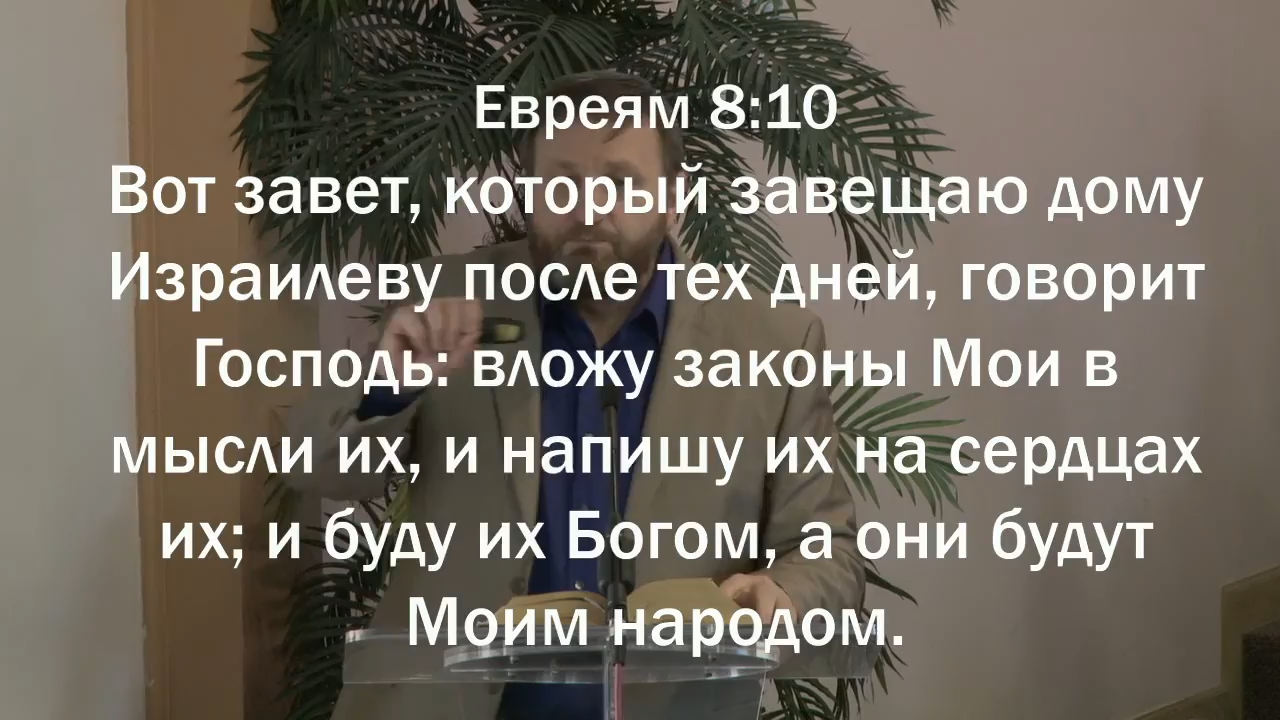 Евреям 8:10
Вот завет, который завещаю дому
Израилеву после тех дней, говорит
Господь: вложу законы Мои в
мысли их, и напишу их на сердцах
их; и буду их Богом, а они будут
Моим народом.